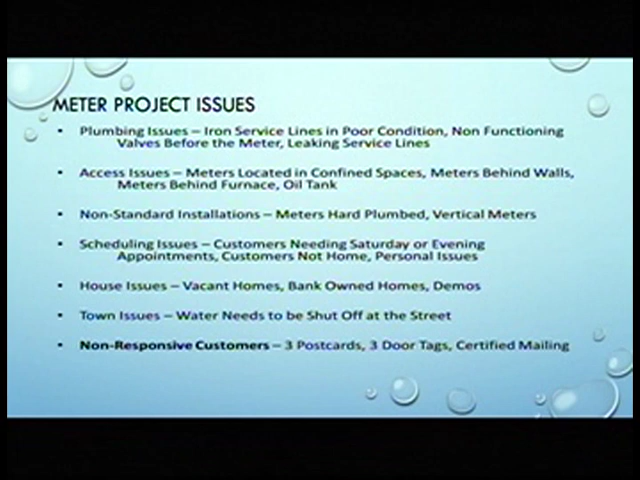 METER PROJECT ISSUES
• Plumbing Issues – Iron Service Lines in Poor Condition, Non Functioning
Valves Before the Meter, Leaking Service Lines
• Access Issues – Meters Located in Confined Spaces, Meters Behind Walls,
Meters Behind Furnace, Oil Tank
• Non-Standard Installations – Meters Hard Plumbed, Vertical Meters
• Scheduling Issues – Customers Needing Saturday or Evening
Appointments, Customers Not Home, Personal Issues
• House Issues – Vacant Homes, Bank Owned Homes, Demos
• Town Issues – Water Needs to be Shut Off at the Street
• Non-Responsive Customers – 3 Postcards, 3 Door Tags, Certified Mailing